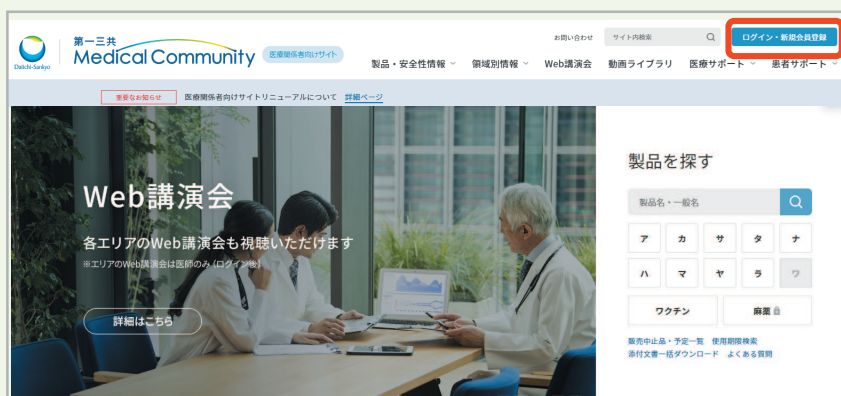 お問い合わせ
サイト内検索
ログイン・新規会員登録
Daiichi-Sankyo
第一三共
Medical Community
医療関係者向けサイト
製品・安全性情報
領域別情報
Web講演会
動画ライブラリ
医療サポート
患者サポート
重要なお知らせ
医療関係者向けサイトリニューアルについて 詳細ページ
Web講演会
各エリアのWeb講演会も視聴いただけます
※エリアのWeb講演会は医師のみ（ログイン後）
詳細はこちら
製品を探す
製品名・一般名
ア カ サ タ ナ
ハ マ ヤ ラ ワ
ワクチン 麻薬
販売中止品・予定一覧 使用期限検索
添付文書一括ダウンロード よくある質問